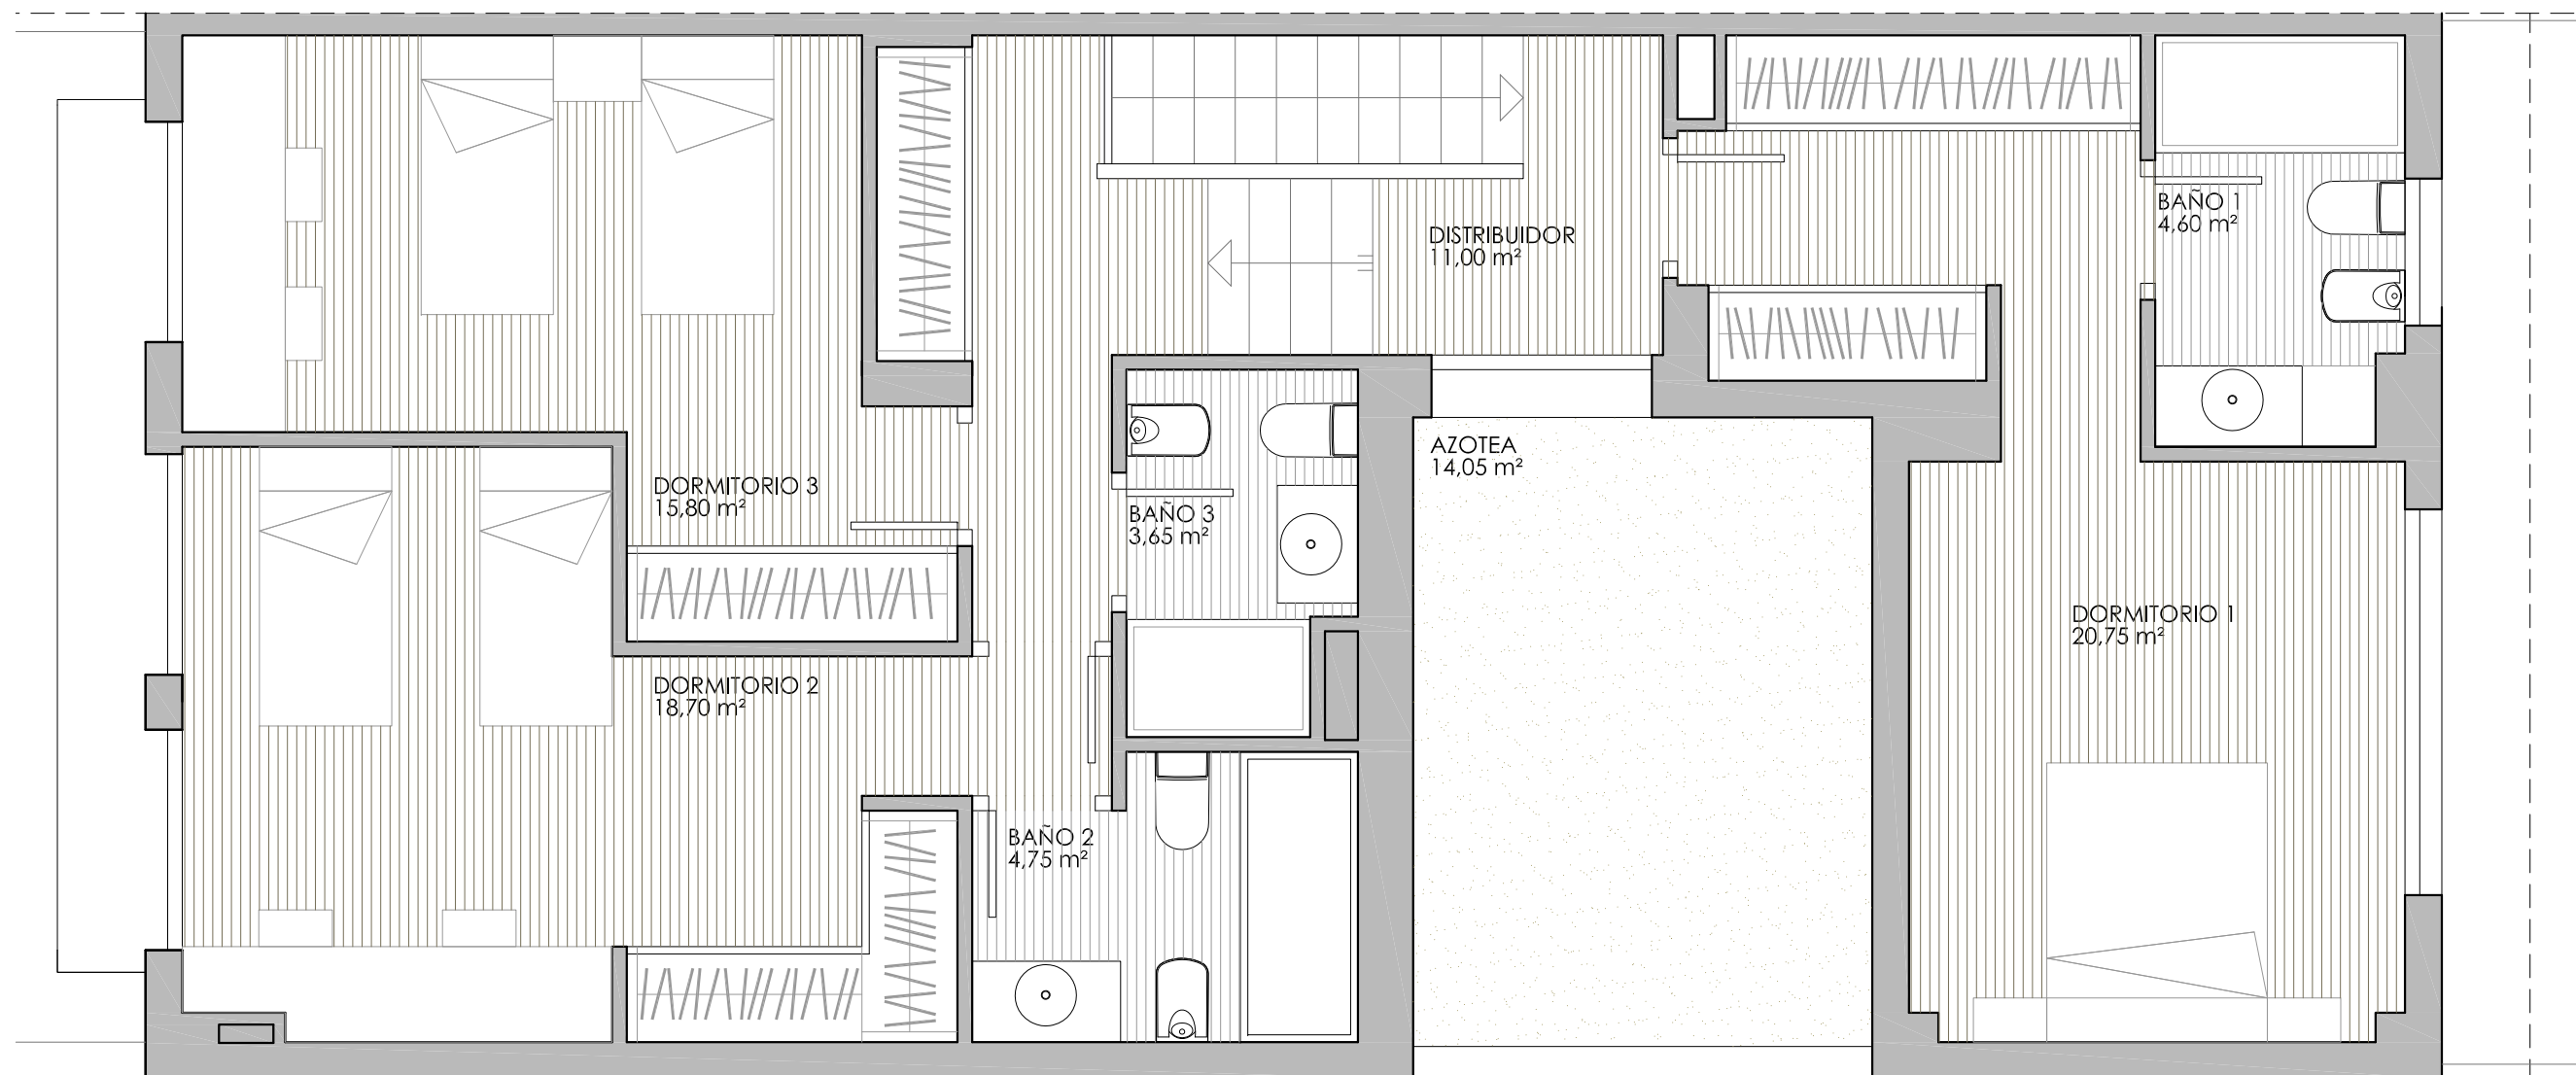 BAÑO 1
4,60 m²
DISTRIBUIDOR
11,00 m²
AZOTEA
14,05 m²
DORMITORIO 3
15,80 m²
BAÑO 3
3,65 m²
DORMITORIO 1
20,75 m²
DORMITORIO 2
18,70 m²
BAÑO 2
4,75 m²